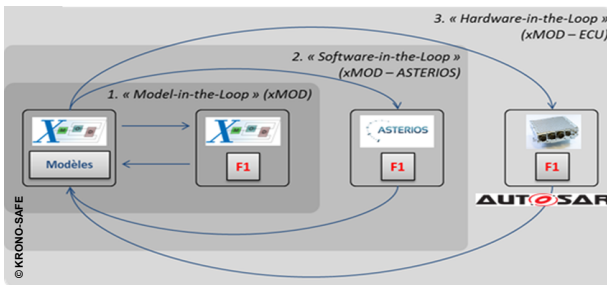 3. « Hardware-in-the-Loop »
(xMOD – ECU)
2. « Software-in-the-Loop »
(xMOD – ASTERIOS)
1. « Model-in-the-Loop » (xMOD)
X
X
ASTERIOS
Modèles
F1
F1
F1
AUTOSAR
© KRONO-SAFE